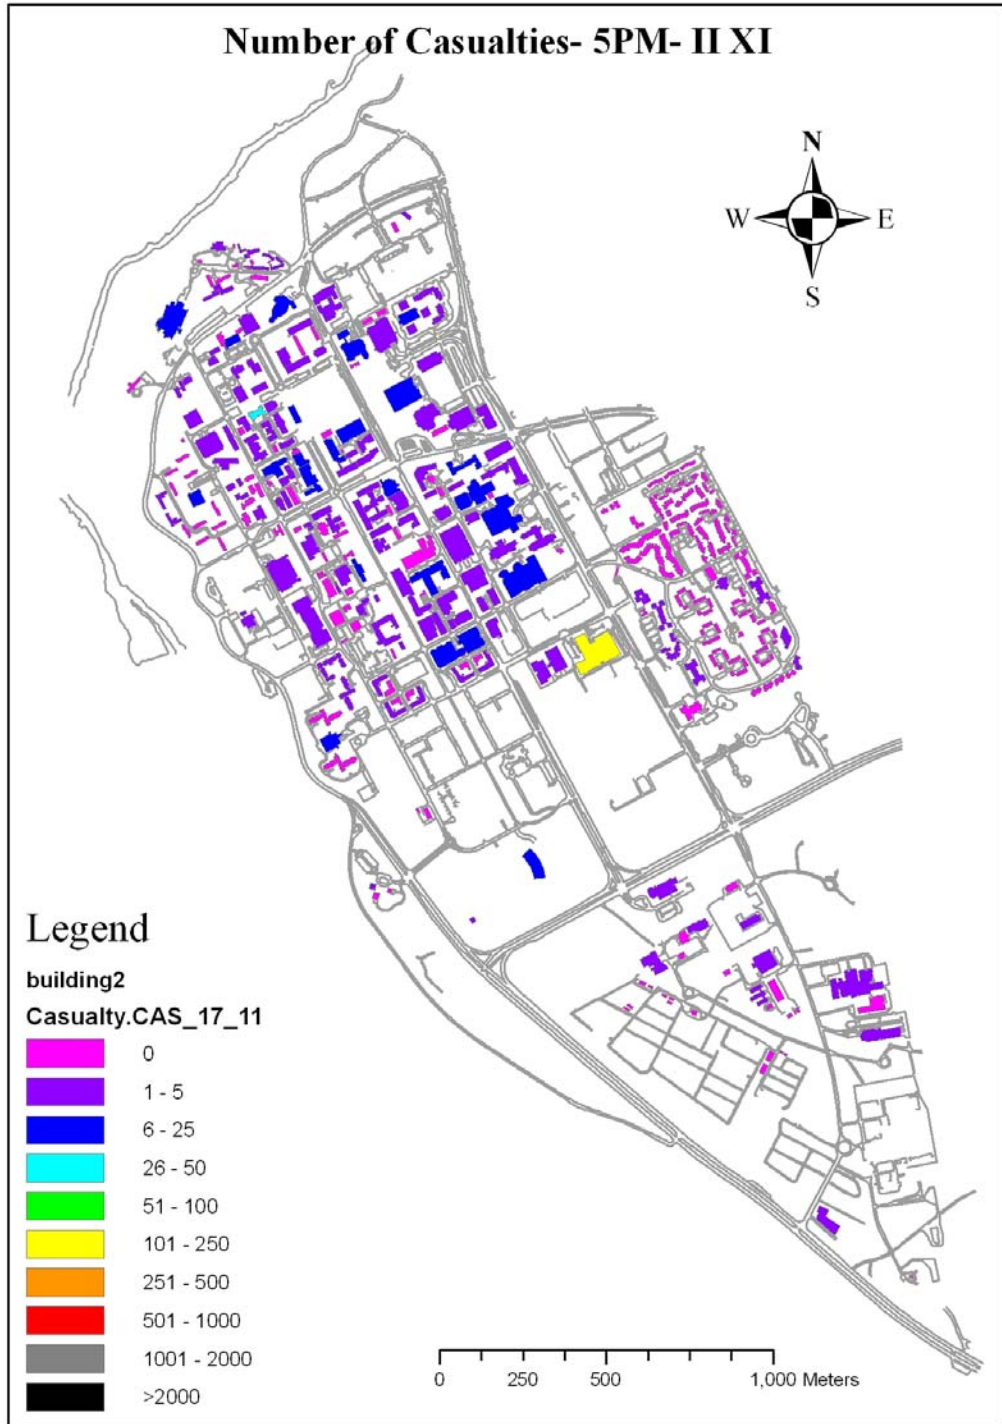 Number of Casualties- 5PM- II XI
N
W E
S
Legend
building2
Casualty.CAS_17_11
0
1 - 5
6 - 25
26 - 50
51 - 100
101 - 250
251 - 500
501 - 1000
1001 - 2000
>2000
0 250 500 1,000 Meters